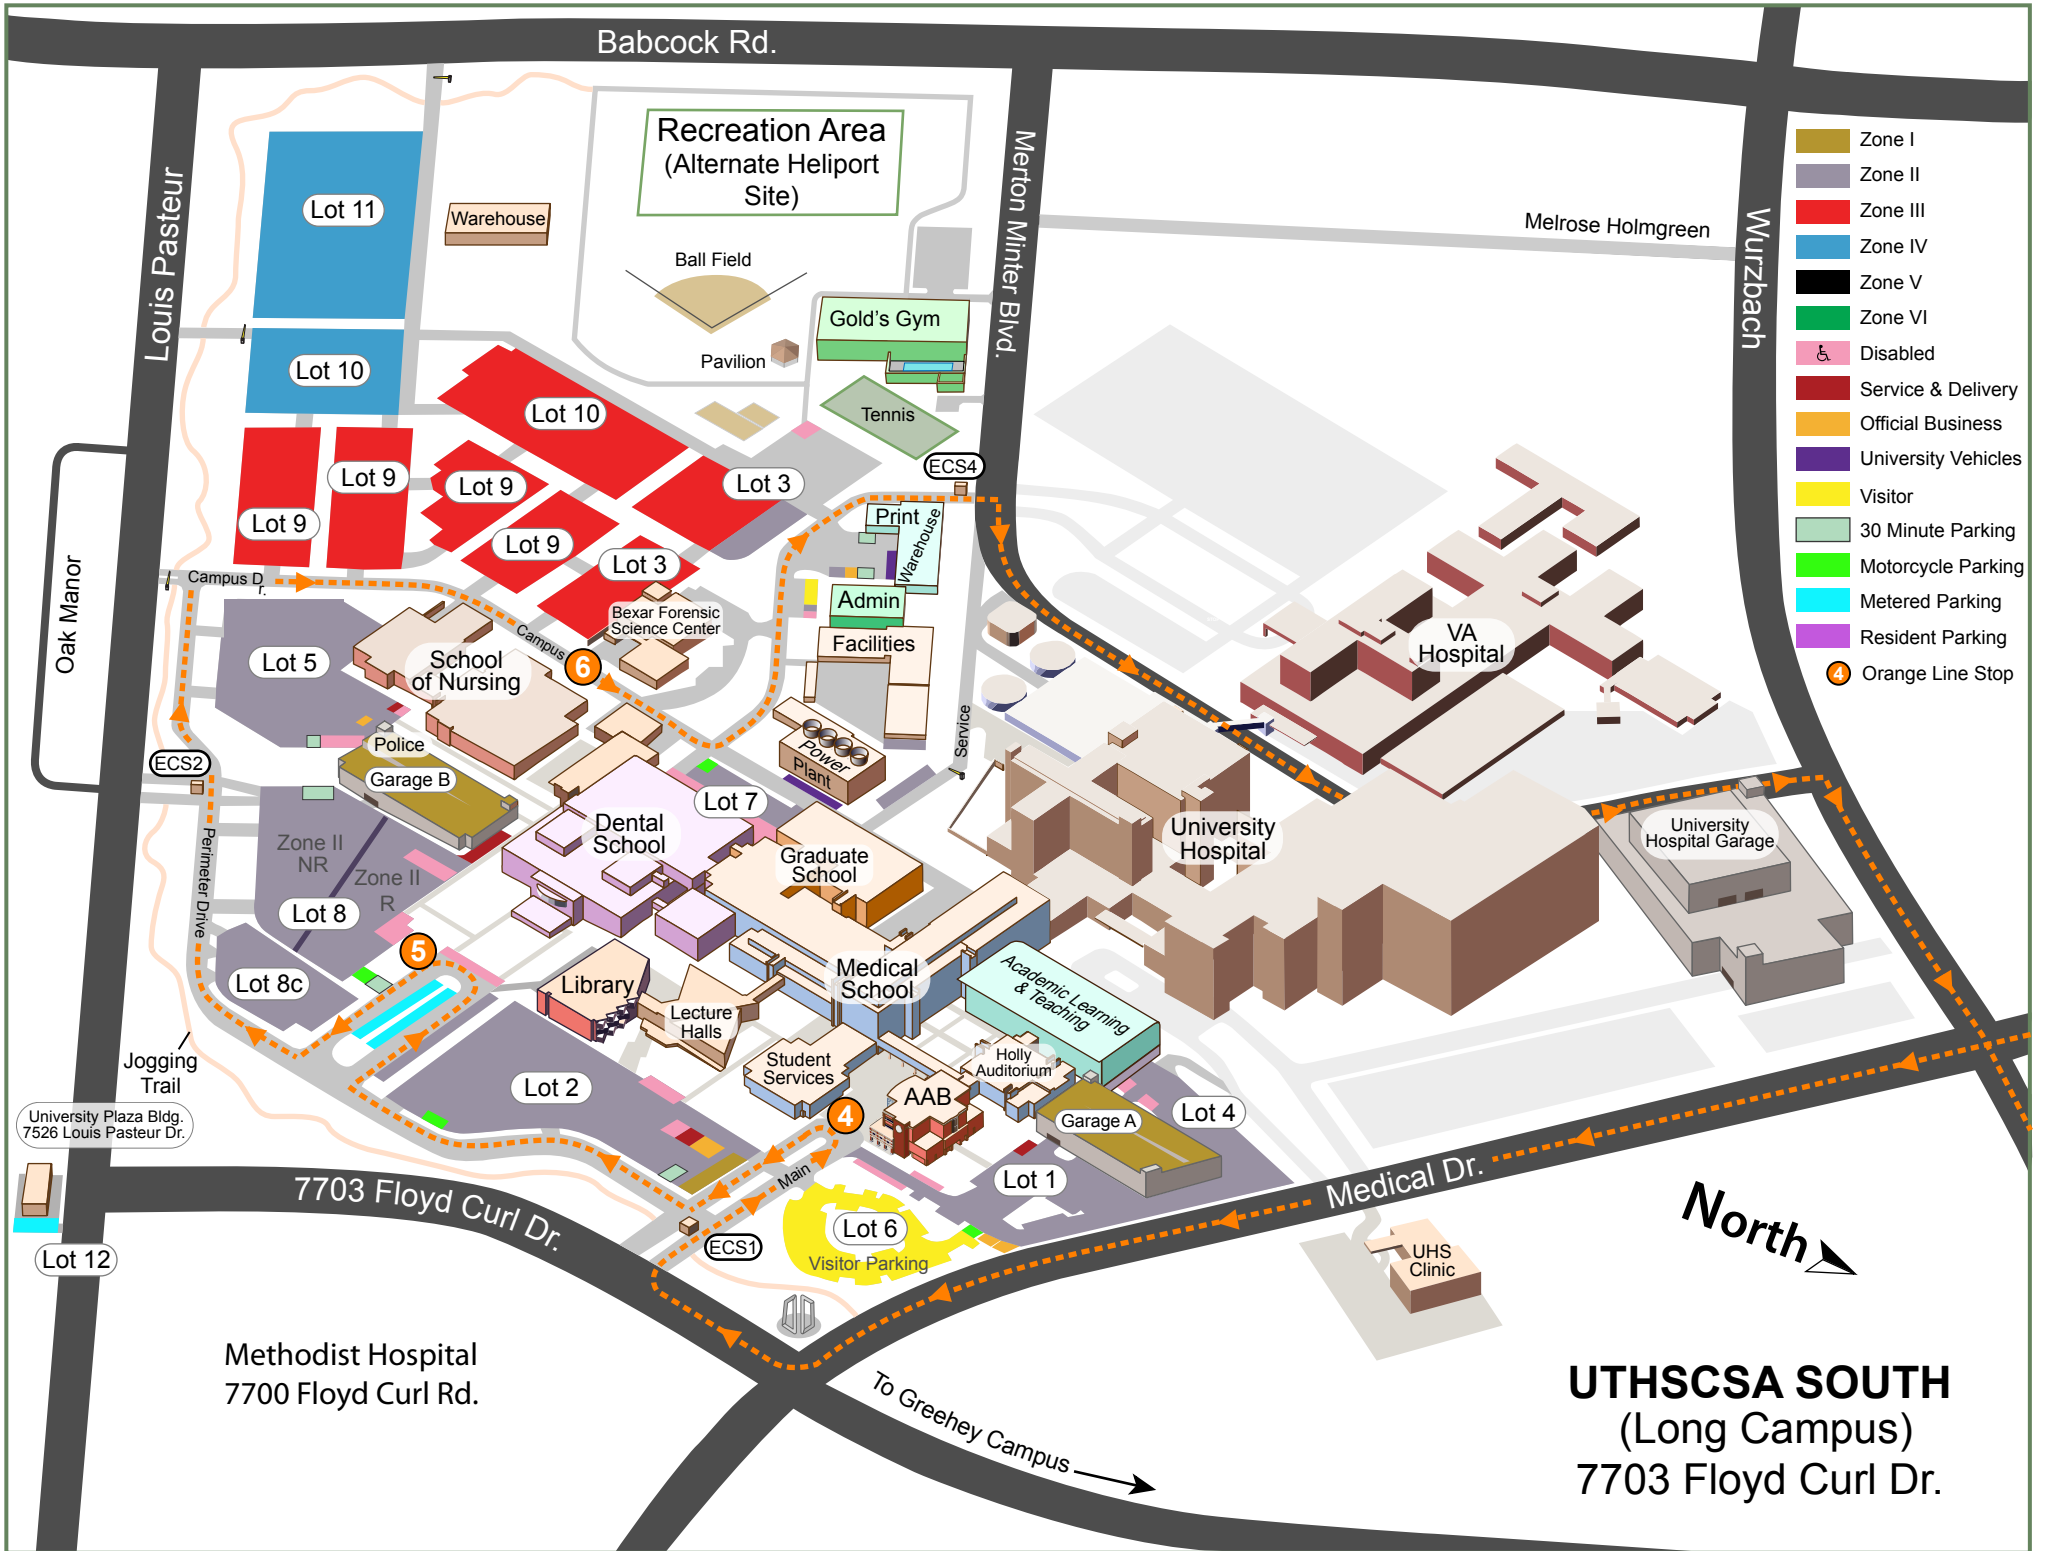 Babcock Rd.
Recreation Area
(Alternate Heliport
Site)
Merton Minter Blvd.
Louis Pasteur
Lot 11
Warehouse
Ball Field
Melrose Holmgreen
Wurzbach
Zone I
Zone II
Zone III
Zone IV
Zone V
Zone VI
Disabled
Service & Delivery
Official Business
University Vehicles
Visitor
30 Minute Parking
Motorcycle Parking
Metered Parking
Resident Parking
4
Orange Line Stop
Gold's Gym
Pavilion
Lot 10
Lot 10
Tennis
ECS4
Lot 9
Lot 9
Lot 9
Lot 9
Lot 3
Lot 3
Print
Warehouse
Campus D
r.
Campus
6
Bexar Forensic
Science Center
Admin
Facilities
Oak Manor
Lot 5
School
of Nursing
VA
Hospital
Service
ECS2
Police
Garage B
Power
Plant
Lot 7
Dental
School
Graduate
School
University
Hospital
University
Hospital Garage
Perimeter Drive
Zone II
NR
Zone II
R
Lot 8
5
Lot 8c
Library
Lecture
Halls
Medical
School
Academic Learning
& Teaching
Jogging
Trail
University Plaza Bldg.
7526 Louis Pasteur Dr.
Lot 2
Student
Services
Holly
Auditorium
AAB
4
Garage A
Lot 4
Lot 1
Main
Medical Dr.
North
7703 Floyd Curl Dr.
Lot 12
ECS1
Lot 6
Visitor Parking
UHS
Clinic
Methodist Hospital
7700 Floyd Curl Rd.
To Greehey Campus
UTHSCSA SOUTH
(Long Campus)
7703 Floyd Curl Dr.